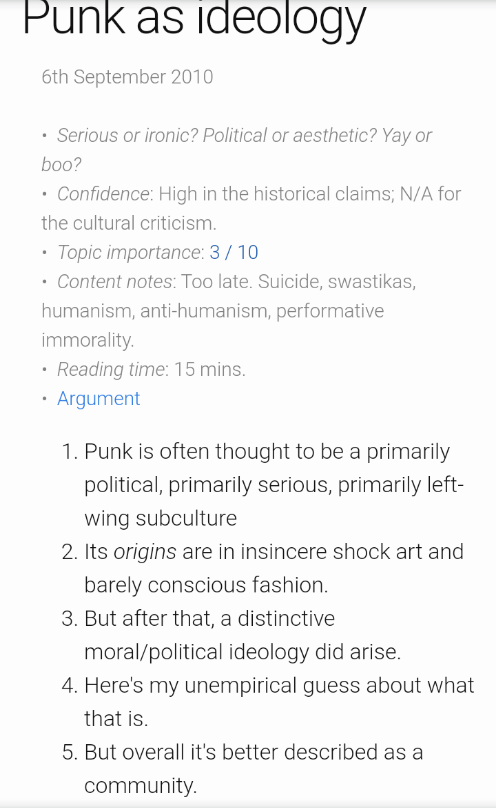 Punk as ideology
6th September 2010
• Serious or ironic? Political or aesthetic? Yay or
boo?
• Confidence: High in the historical claims; N/A for
the cultural criticism.
• Topic importance: 3 / 10
• Content notes: Too late. Suicide, swastikas,
humanism, anti-humanism, performative
immorality.
• Reading time: 15 mins.
• Argument
1. Punk is often thought to be a primarily
political, primarily serious, primarily left-
wing subculture
2. Its origins are in insincere shock art and
barely conscious fashion.
3. But after that, a distinctive
moral/political ideology did arise.
4. Here's my unempirical guess about what
that is.
5. But overall it's better described as a
community.